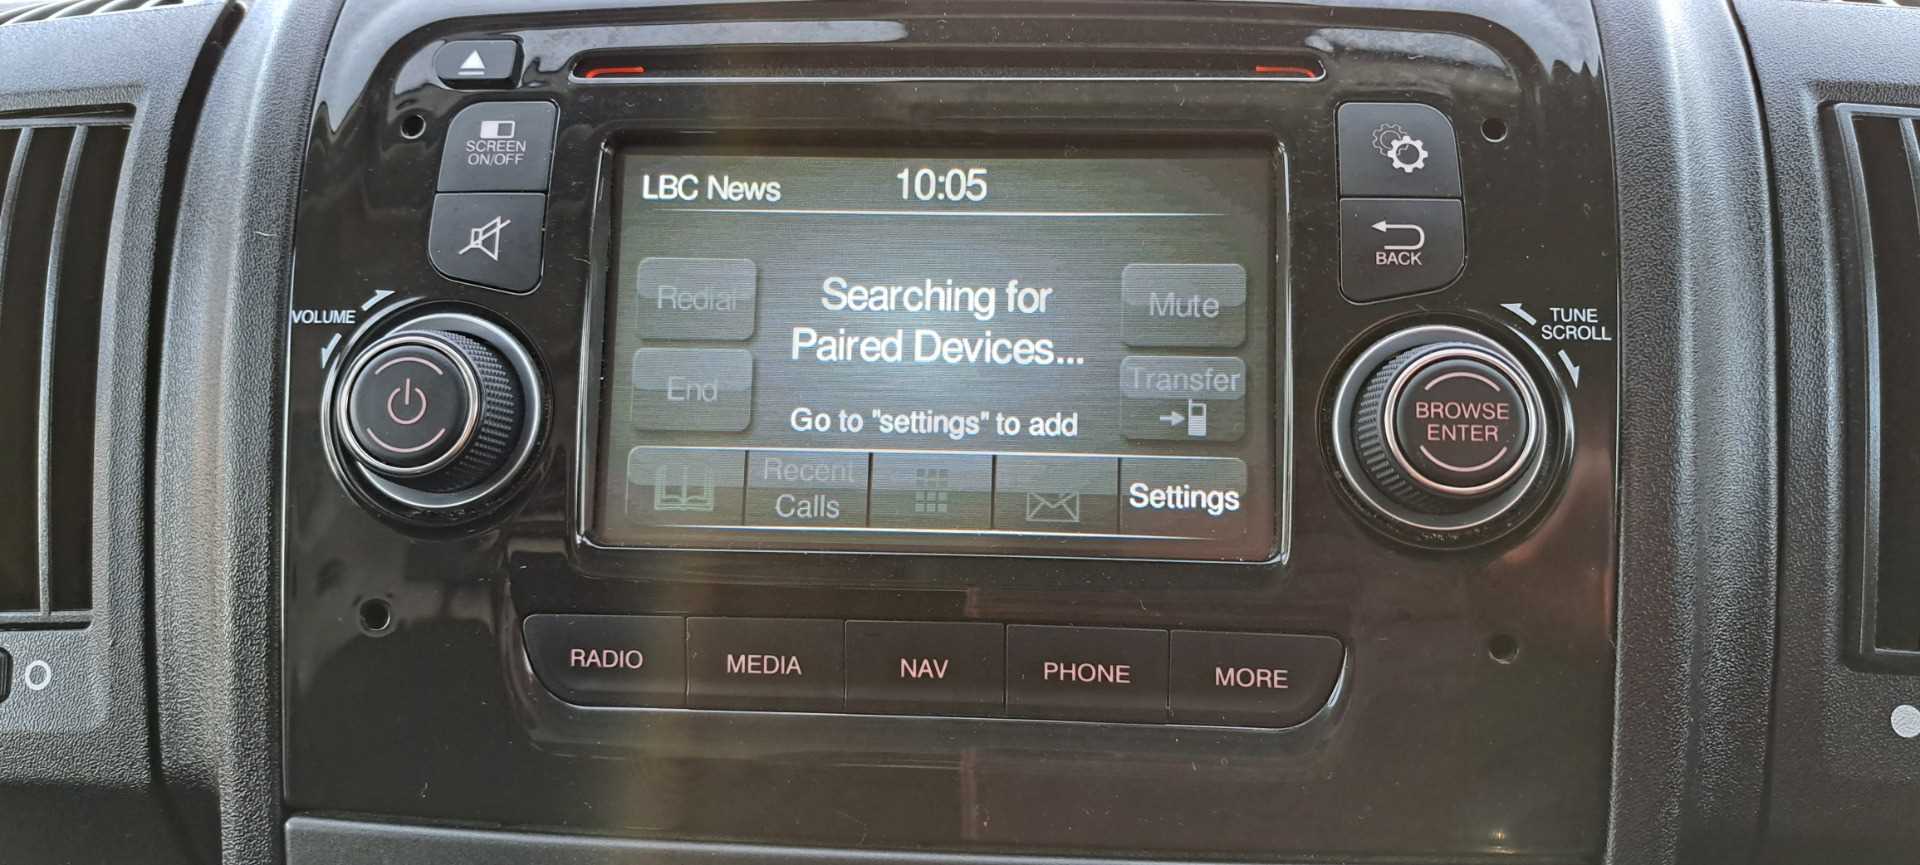 SCREEN
ON/OFF
VOLUME
LBC News
10:05
Redial
Searching for
Paired Devices...
Mute
End
Transfer
Go to "settings" to add
Recent
Calls
Settings
BACK
TUNE
SCROLL
BROWSE
ENTER
RADIO
MEDIA
NAV
PHONE
MORE